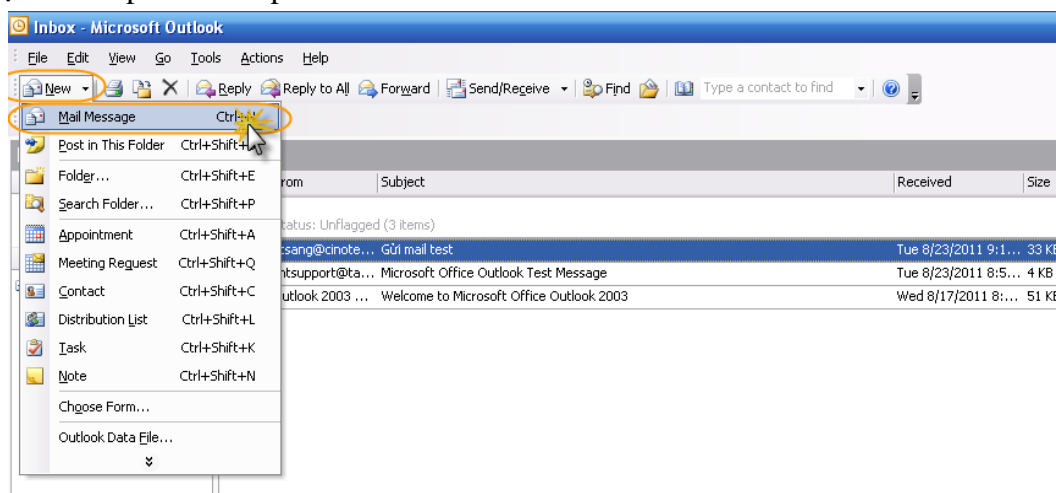 Inbox - Microsoft Outlook
File Edit View Go Tools Actions Help
New Reply Reply to All Forward Send/Receive Find Type a contact to find
Mail Message
Post in This Folder Ctrl+Shift+
Folder... Ctrl+Shift+E
From Subject Received Size
Search Folder... Ctrl+Shift+P
Status: Unflagged (3 items)
Appointment Ctrl+Shift+A
tsang@cinote... Gửi mail test Tue 8/23/2011 9:1... 33 KB
Meeting Request Ctrl+Shift+Q
ntsupport@ta... Microsoft Office Outlook Test Message Tue 8/23/2011 8:5... 4 KB
Contact Ctrl+Shift+C
Outlook 2003 ... Welcome to Microsoft Office Outlook 2003 Wed 8/17/2011 8:... 51 KB
Distribution List Ctrl+Shift+L
Task Ctrl+Shift+K
Note Ctrl+Shift+N
Choose Form...
Outlook Data File...